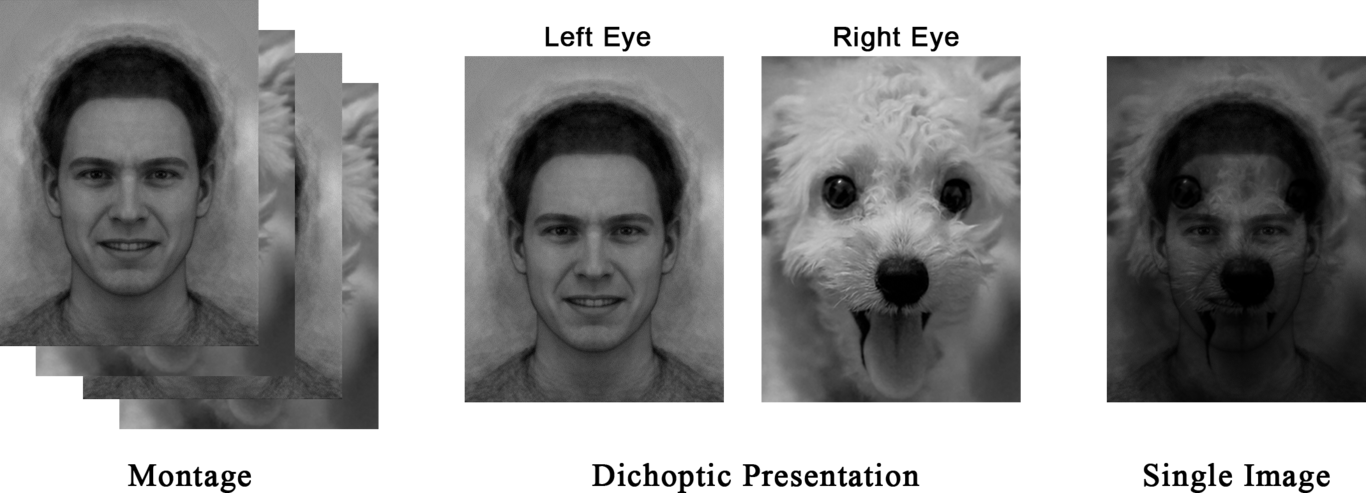 Left Eye
Right Eye
Montage
Dichoptic Presentation
Single Image